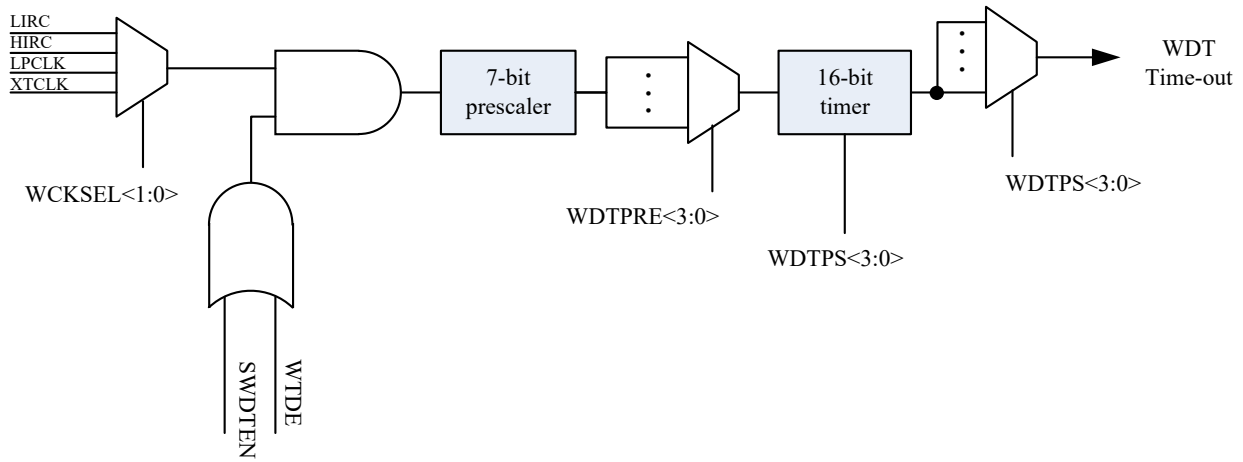 LIRC
HIRC
LPCLK
XTCLK
WCKSEL<1:0>
SWDTEN
WTDE
7-bit
prescaler
WDTPRE<3:0>
16-bit
timer
WDTPS<3:0>
WDTPS<3:0>
WDT
Time-out